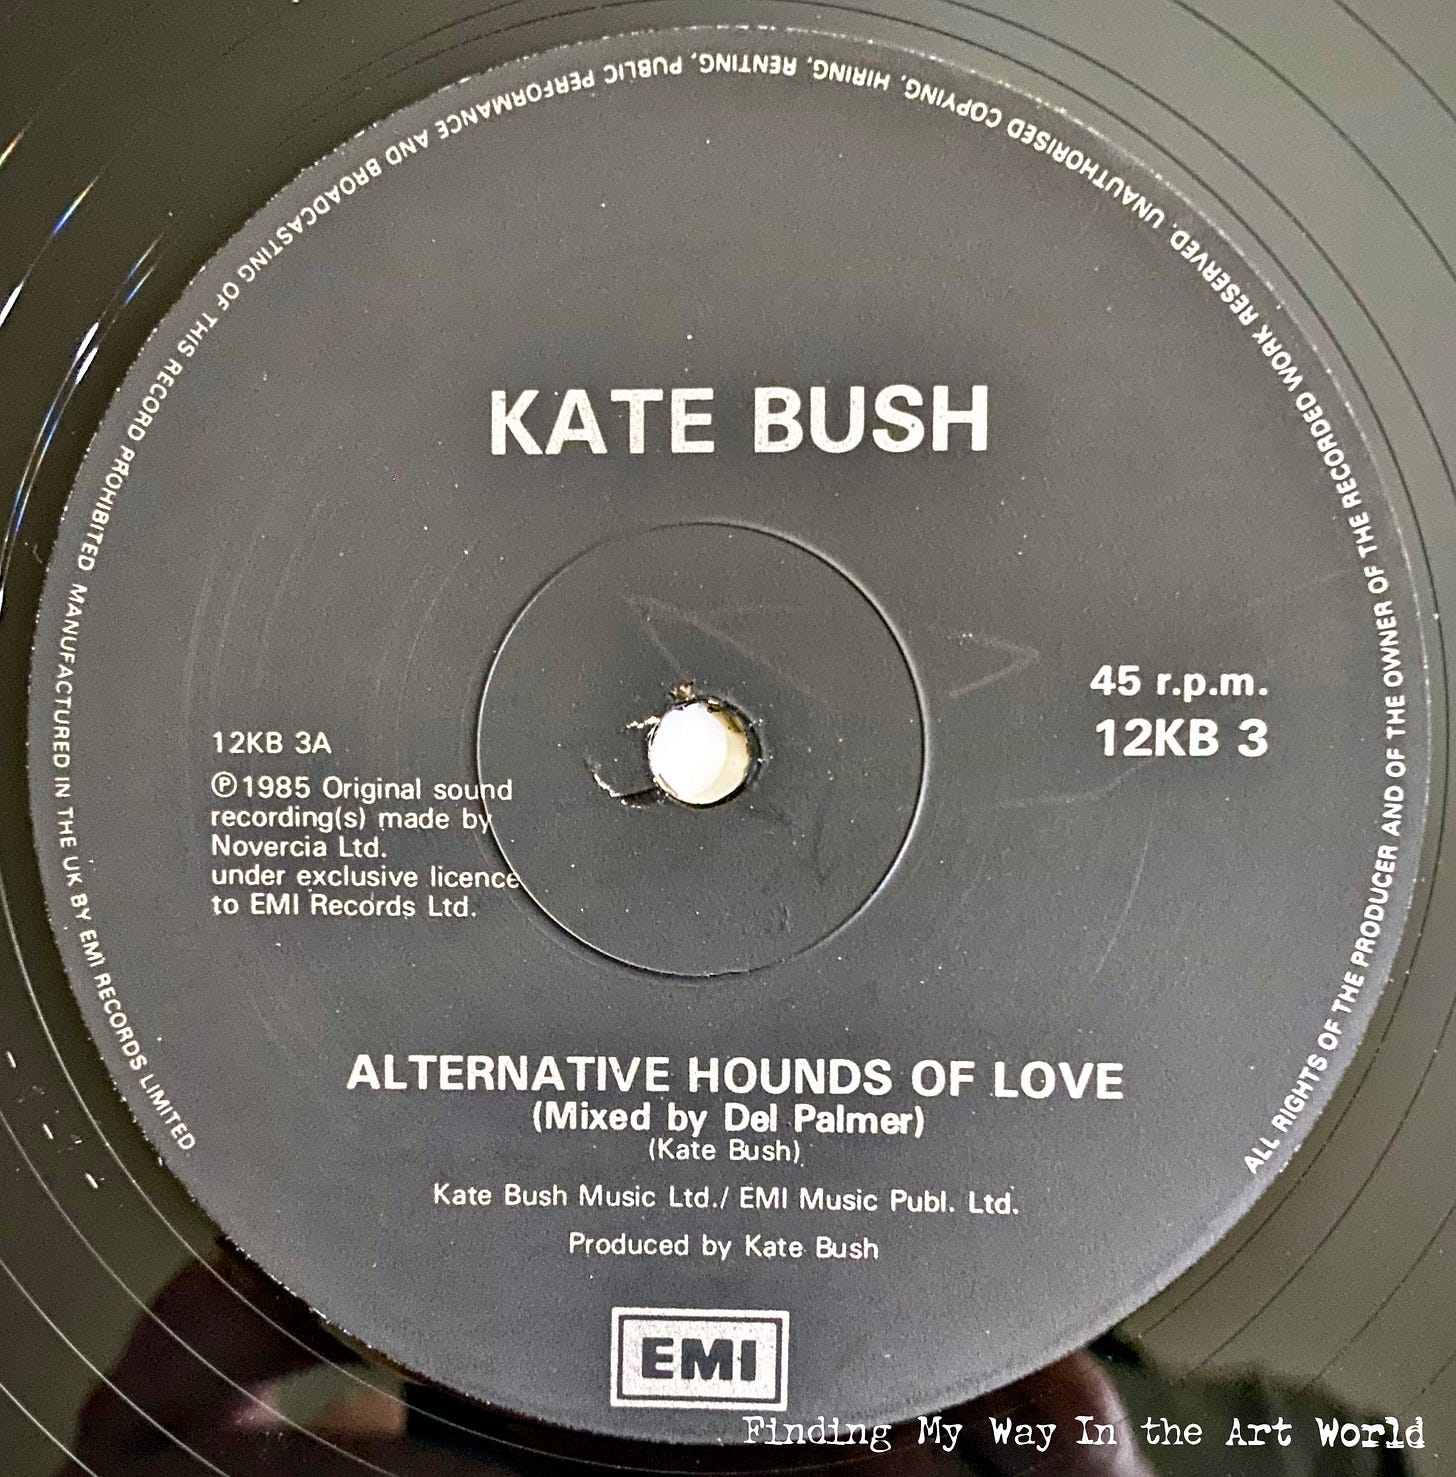 ALL RIGHTS OF THE PRODUCER AND OF THE OWNER OF THE RECORDED WORK RESERVED. UNAUTHORISED COPYING, HIRING, RENTING, PUBLIC PERFORMANCE AND BROADCASTING OF THIS RECORD PROHIBITED MANUFACTURED IN THE UK BY EMI RECORDS LIMITED
KATE BUSH
45 r.p.m.
12KB 3
12KB 3A
Ⓟ1985 Original sound
recording(s) made by
Novercia Ltd.
under exclusive licence
to EMI Records Ltd.
ALTERNATIVE HOUNDS OF LOVE
(Mixed by Del Palmer)
(Kate Bush)
Kate Bush Music Ltd./ EMI Music Publ. Ltd.
Produced by Kate Bush
EMI
Finding My Way In the Art World